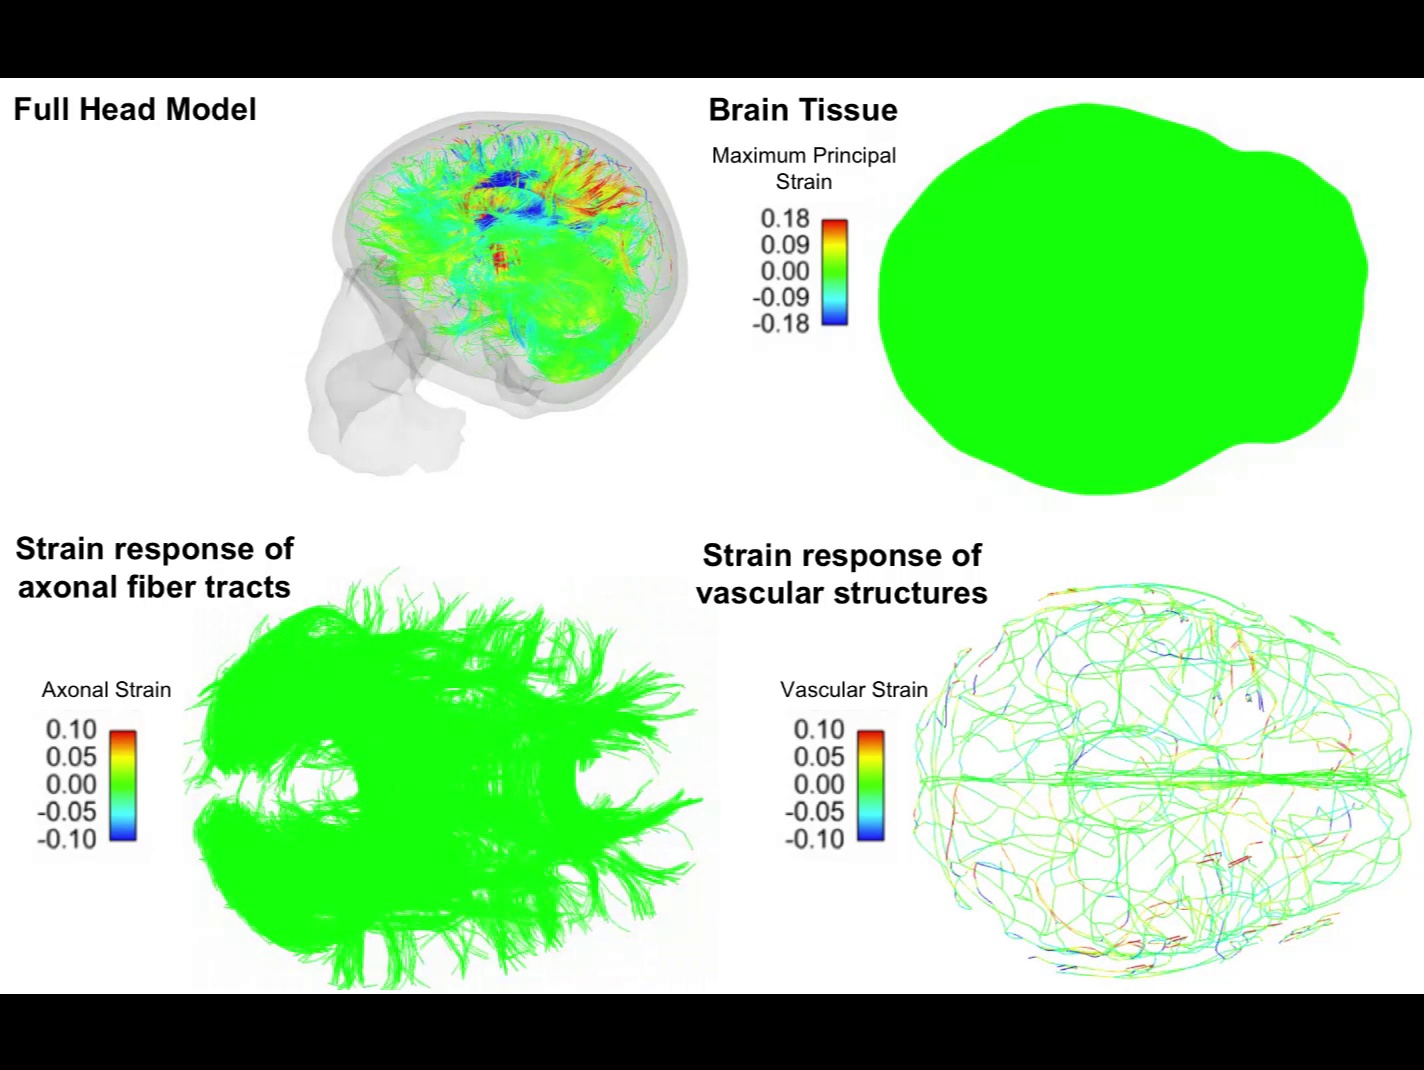 Full Head Model
Brain Tissue
Maximum Principal
Strain
0.18
0.09
0.00
-0.09
-0.18
Strain response of
axonal fiber tracts
Axonal Strain
0.10
0.05
0.00
-0.05
-0.10
Strain response of
vascular structures
Vascular Strain
0.10
0.05
0.00
-0.05
-0.10